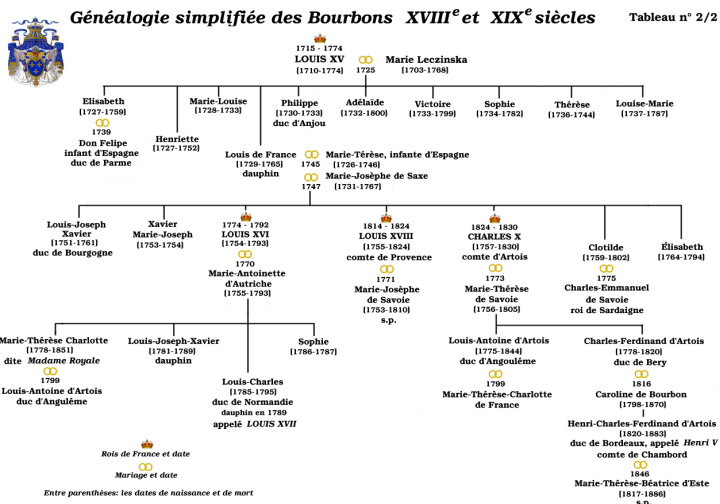 Généalogie simplifiée des Bourbons XVIIIe et XIXe siècles
Tableau n° 2/2
1715 - 1774
LOUIS XV
(1710-1774)
1725
Marie Leczinska
(1703-1768)
Elisabeth
(1727-1759)
1739
Don Felipe
infant d'Espagne
duc de Parme
Henriette
(1727-1752)
Marie-Louise
(1728-1733)
Philippe
(1730-1733)
duc d'Anjou
Adélaïde
(1732-1800)
Victoire
(1733-1799)
Sophie
(1734-1782)
Thérèse
(1736-1744)
Louise-Marie
(1737-1787)
Louis de France
(1729-1765)
dauphin
1745
Marie-Térèse, infante d'Espagne
(1726-1746)
1747
Marie-Josèphe de Saxe
(1731-1767)
Louis-Joseph
Xavier
(1751-1761)
duc de Bourgogne
Xavier
Marie-Joseph
(1753-1754)
1774 - 1792
LOUIS XVI
(1754-1793)
1770
Marie-Antoinette
d'Autriche
(1755-1793)
1814 - 1824
LOUIS XVIII
(1755-1824)
comte de Provence
1771
Marie-Josèphe
de Savoie
(1753-1810)
s.p.
1824 - 1830
CHARLES X
(1757-1830)
comte d'Artois
1773
Marie-Thérèse
de Savoie
(1756-1805)
Clotilde
(1759-1802)
1775
Charles-Emmanuel
de Savoie
roi de Sardaigne
Élisabeth
(1764-1794)
Marie-Thérèse Charlotte
(1778-1851)
dite Madame Royale
1799
Louis-Antoine d'Artois
duc d'Anguléme
Louis-Joseph-Xavier
(1781-1789)
dauphin
Louis-Charles
(1785-1795)
duc de Normandie
dauphin en 1789
appelé LOUIS XVII
Sophie
(1786-1787)
Louis-Antoine d'Artois
(1775-1844)
duc d'Angouléme
1799
Marie-Thérèse-Charlotte
de France
Charles-Ferdinand d'Artois
(1778-1820)
duc de Bery
1816
Caroline de Bourbon
(1798-1870)
Henri-Charles-Ferdinand d'Artois
(1820-1883)
duc de Bordeaux, appelé Henri V
comte de Chambord
1846
Marie-Thérèse-Béatrice d'Este
(1817-1886)
s.p.
Rois de France et date
Mariage et date
Entre parenthèses: les dates de naissance et de mort